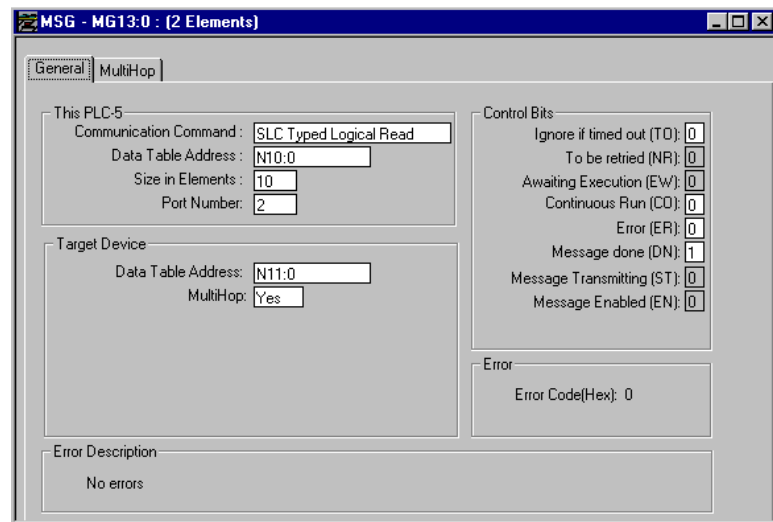 MSG - MG13:0 : (2 Elements)
General MultiHop
This PLC-5
Communication Command : SLC Typed Logical Read
Data Table Address : N10:0
Size in Elements : 10
Port Number: 2
Target Device
Data Table Address: N11:0
MultiHop: Yes
Control Bits
Ignore if timed out (TO): 0
To be retried (NR): 0
Awaiting Execution (EW): 0
Continuous Run (CO): 0
Error (ER): 0
Message done (DN): 1
Message Transmitting (ST): 0
Message Enabled (EN): 0
Error
Error Code(Hex): 0
Error Description
No errors